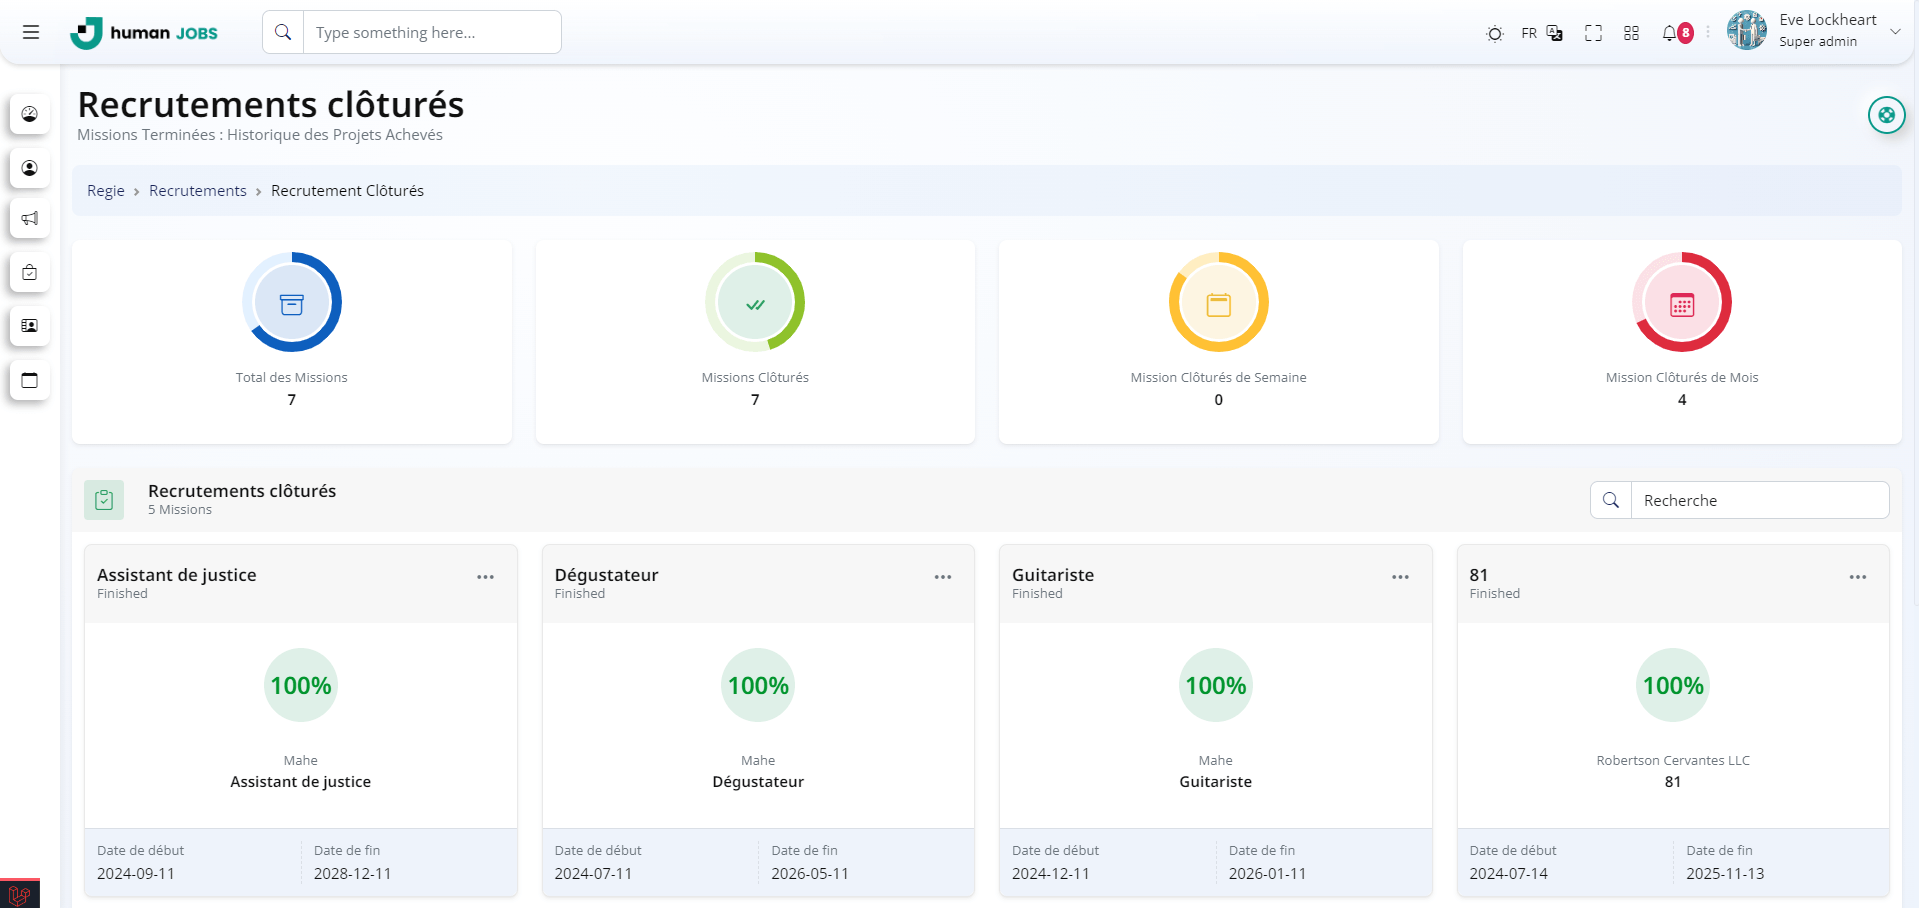 human JOBS
Type something here...
FR
8
Eve Lockheart
Super admin
Recrutements clôturés
Missions Terminées : Historique des Projets Achevés
Regie › Recrutements › Recrutement Clôturés
Total des Missions
7
Missions Clôturés
7
Mission Clôturés de Semaine
0
Mission Clôturés de Mois
4
Recrutements clôturés
5 Missions
Recherche
Assistant de justice
Finished
100%
Mahe
Assistant de justice
Date de début
2024-09-11
Date de fin
2028-12-11
Dégustateur
Finished
100%
Mahe
Dégustateur
Date de début
2024-07-11
Date de fin
2026-05-11
Guitariste
Finished
100%
Mahe
Guitariste
Date de début
2024-12-11
Date de fin
2026-01-11
81
Finished
100%
Robertson Cervantes LLC
81
Date de début
2024-07-14
Date de fin
2025-11-13